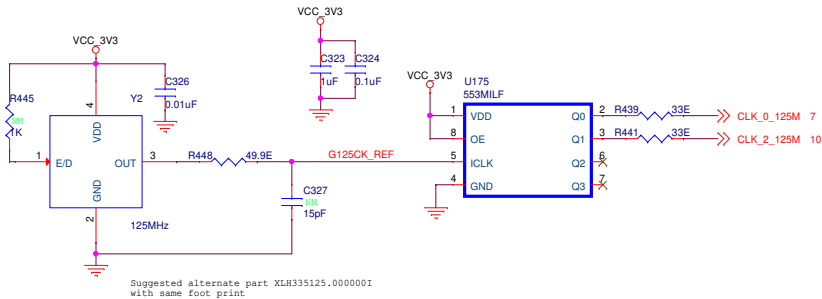 VCC_3V3
VCC_3V3
C323
1uF
C324
0.1uF
VCC_3V3
U175
553MILF
R445
NM
1K
C326
0.01uF
Y2
4
VDD
1
E/D
OUT
3
GND
2
125MHz
R448
49.9E
G125CK_REF
C327
NM
15pF
1
VDD
8
OE
5
ICLK
4
GND
Q0
2
Q1
3
Q2
6
Q3
7
R439
33E
CLK_0_125M 7
R441
33E
CLK_2_125M 10
Suggested alternate part XLH335125.000000I
with same foot print